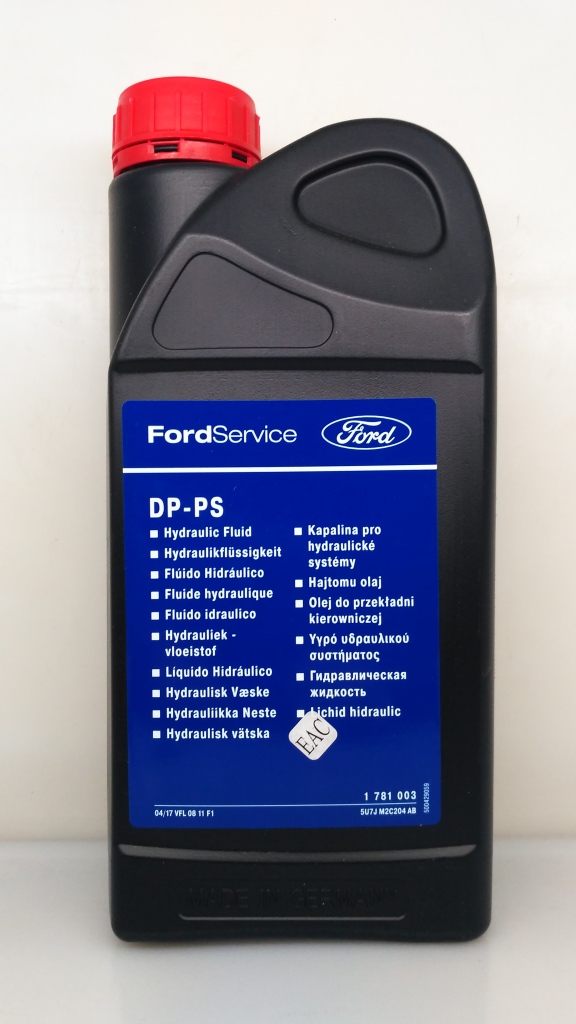 FordService Ford
DP-PS
Hydraulic Fluid
Hydraulikflüssigkeit
Flúido Hidráulico
Fluide hydraulique
Fluido idraulico
Hydrauliek -
vloeistof
Líquido Hidráulico
Hydraulisk Væske
Hydrauliikka Neste
Hydraulisk vätska
Kapalina pro
hydraulické
systémy
Hajtomu olaj
Olej do przekładni
kierowniczej
Υγρό υδραυλικού
συστήματος
Гидравлическая
жидкость
Lichid hidraulic
EAC
1 781 003
04/17 VFL 08 11 F1
5U7J M2C204 AB
500429059
MADE IN GERMANY